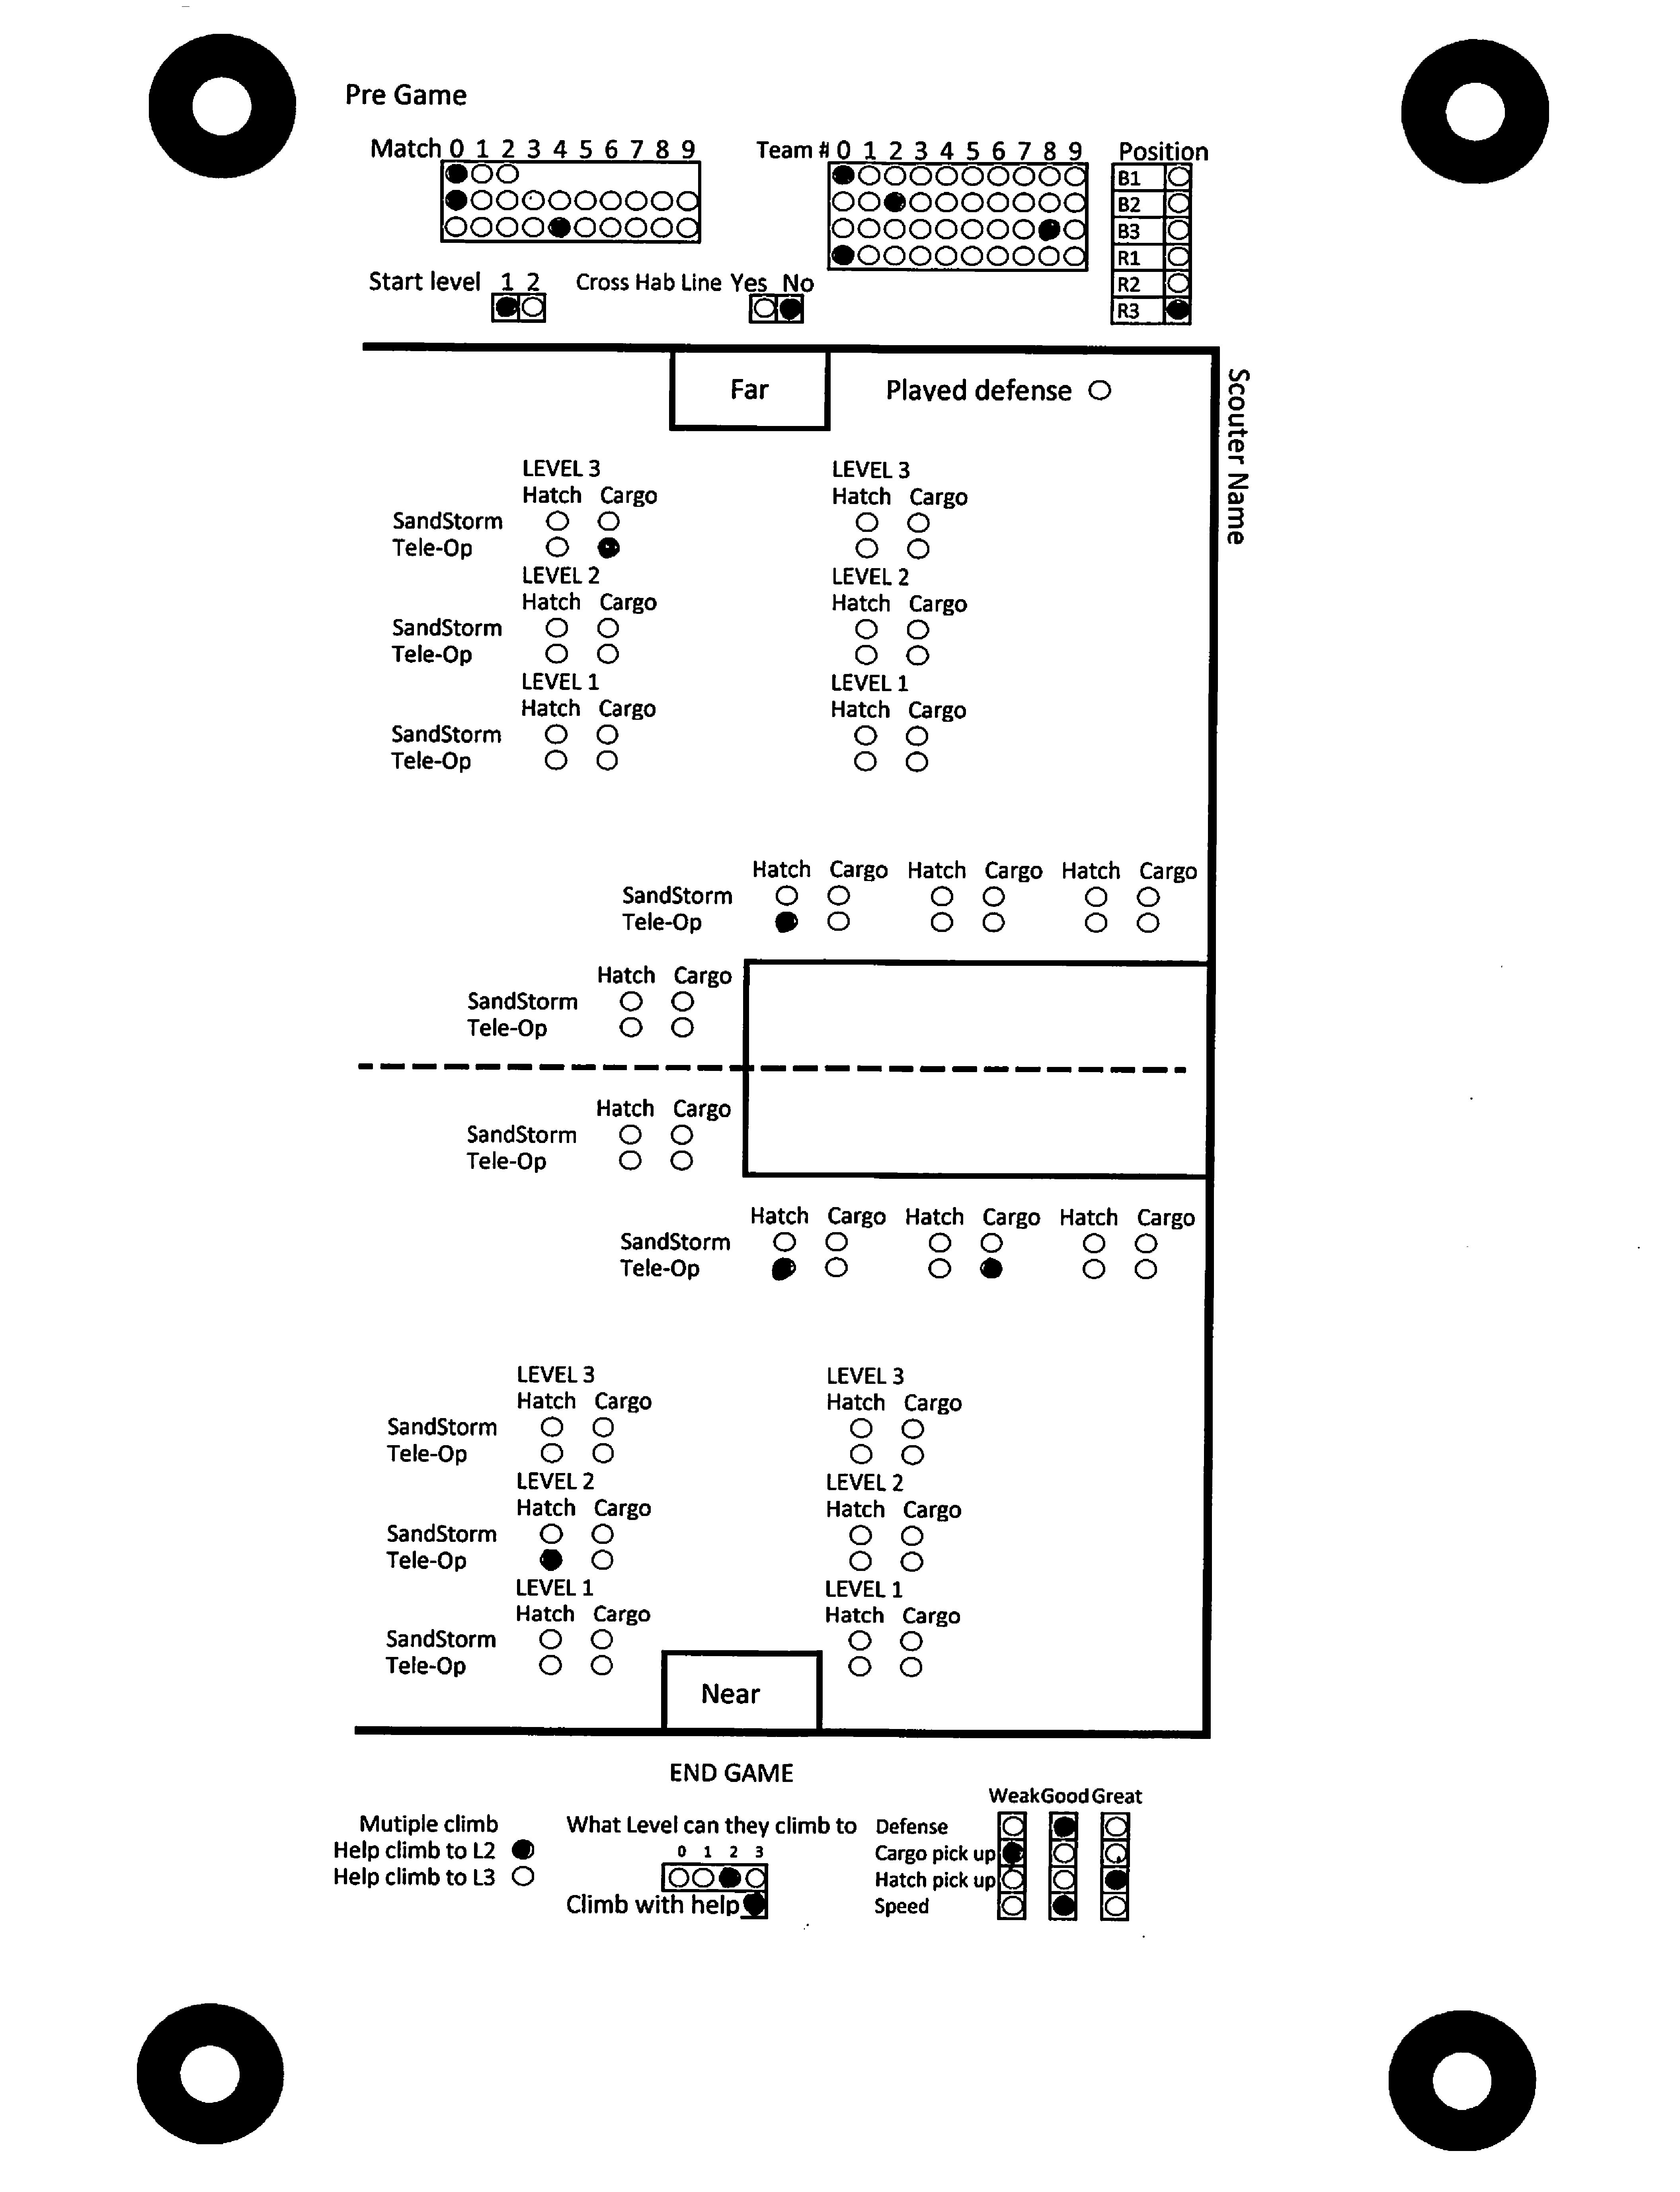 Pre Game
Match 0 1 2 3 4 5 6 7 8 9
Team # 0 1 2 3 4 5 6 7 8 9
Position
B1
B2
B3
R1
R2
R3
Start level 1 2
Cross Hab Line Yes No
Scouter Name
Far
Played defense
LEVEL 3 LEVEL 3
Hatch Cargo Hatch Cargo
SandStorm
Tele-Op
LEVEL 2 LEVEL 2
Hatch Cargo Hatch Cargo
SandStorm
Tele-Op
LEVEL 1 LEVEL 1
Hatch Cargo Hatch Cargo
SandStorm
Tele-Op
Hatch Cargo Hatch Cargo Hatch Cargo
SandStorm
Tele-Op
Hatch Cargo
SandStorm
Tele-Op
Hatch Cargo
SandStorm
Tele-Op
Hatch Cargo Hatch Cargo Hatch Cargo
SandStorm
Tele-Op
LEVEL 3 LEVEL 3
Hatch Cargo Hatch Cargo
SandStorm
Tele-Op
LEVEL 2 LEVEL 2
Hatch Cargo Hatch Cargo
SandStorm
Tele-Op
LEVEL 1 LEVEL 1
Hatch Cargo Hatch Cargo
SandStorm
Tele-Op
Near
END GAME
Mutiple climb
Help climb to L2
Help climb to L3
What Level can they climb to
0 1 2 3
Climb with help
Weak Good Great
Defense
Cargo pick up
Hatch pick up
Speed